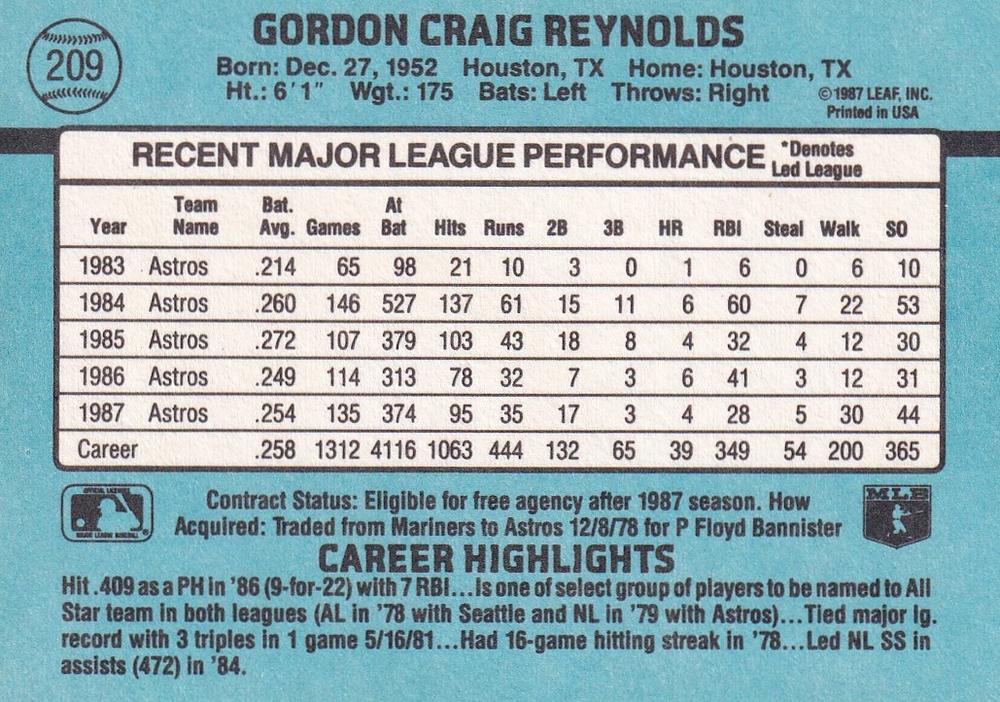 209
GORDON CRAIG REYNOLDS
Born: Dec. 27, 1952 Houston, TX Home: Houston, TX
Ht.: 6'1" Wgt.: 175 Bats: Left Throws: Right
©1987 LEAF, INC.
Printed in USA
RECENT MAJOR LEAGUE PERFORMANCE *Denotes Led League
Year Team Name Bat. Avg. Games At Bat Hits Runs 2B 3B HR RBI Steal Walk SO
1983 Astros .214 65 98 21 10 3 0 1 6 0 6 10
1984 Astros .260 146 527 137 61 15 11 6 60 7 22 53
1985 Astros .272 107 379 103 43 18 8 4 32 4 12 30
1986 Astros .249 114 313 78 32 7 3 6 41 3 12 31
1987 Astros .254 135 374 95 35 17 3 4 28 5 30 44
Career .258 1312 4116 1063 444 132 65 39 349 54 200 365
OFFICIAL LICENSEE
MAJOR LEAGUE BASEBALL
Contract Status: Eligible for free agency after 1987 season. How
Acquired: Traded from Mariners to Astros 12/8/78 for P Floyd Bannister
MLB
CAREER HIGHLIGHTS
Hit .409 as a PH in '86 (9-for-22) with 7 RBI...Is one of select group of players to be named to All
Star team in both leagues (AL in '78 with Seattle and NL in '79 with Astros)...Tied major lg.
record with 3 triples in 1 game 5/16/81...Had 16-game hitting streak in '78...Led NL SS in
assists (472) in '84.